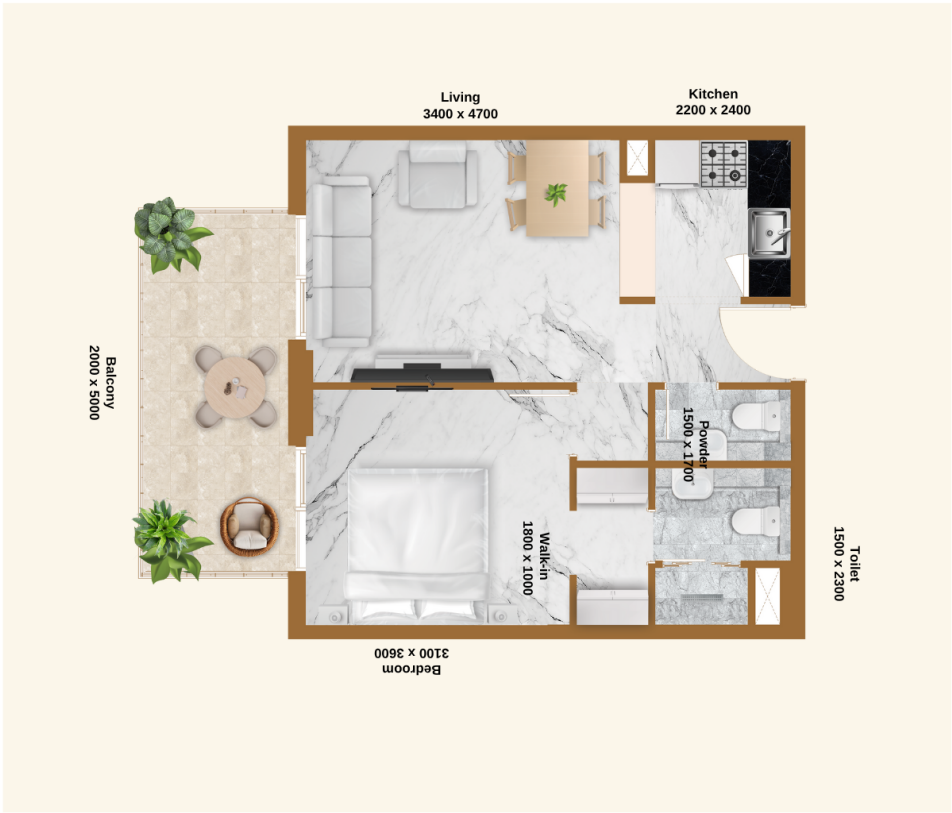 Living
3400 x 4700
Kitchen
2200 x 2400
Balcony
2000 x 5000
Powder
1500 x 1700
Walk-in
1800 x 1000
Toilet
1500 x 2300
Bedroom
3100 x 3600